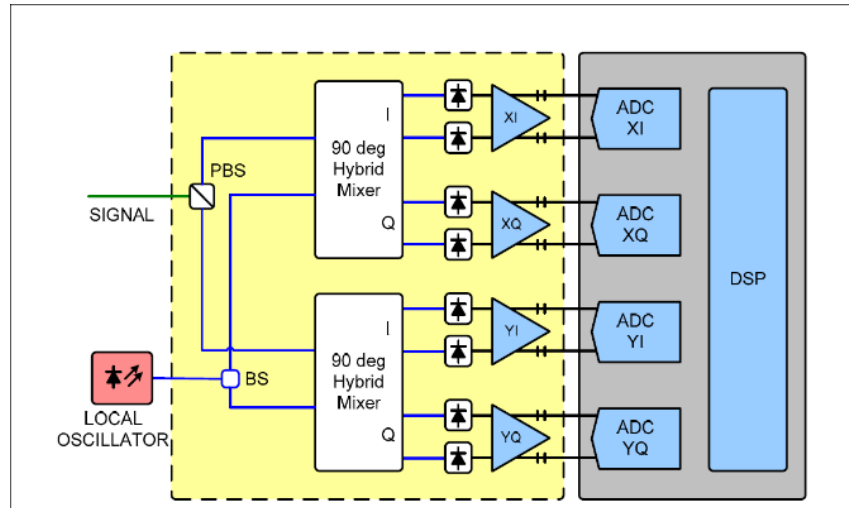 SIGNAL
PBS
LOCAL
OSCILLATOR
BS
I
90 deg
Hybrid
Mixer
Q
I
90 deg
Hybrid
Mixer
Q
XI
XQ
YI
YQ
ADC
XI
ADC
XQ
ADC
YI
ADC
YQ
DSP